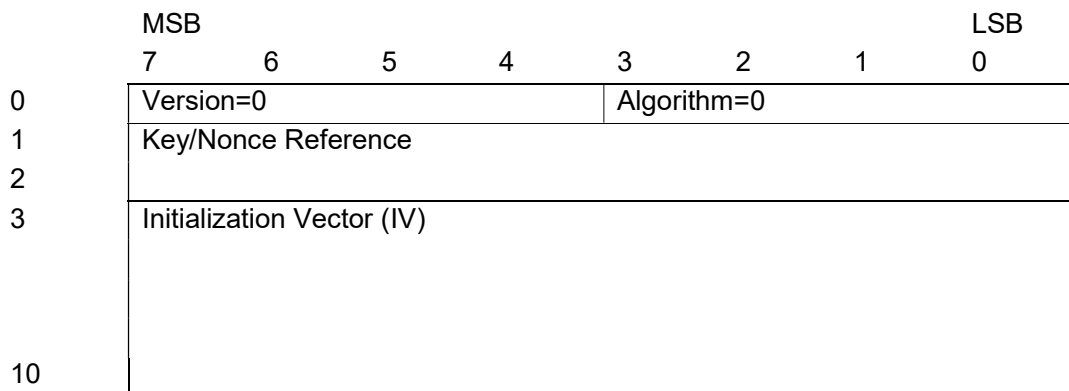 MSB LSB
7 6 5 4 3 2 1 0
0 Version=0 Algorithm=0
1 Key/Nonce Reference
2
3 Initialization Vector (IV)
10